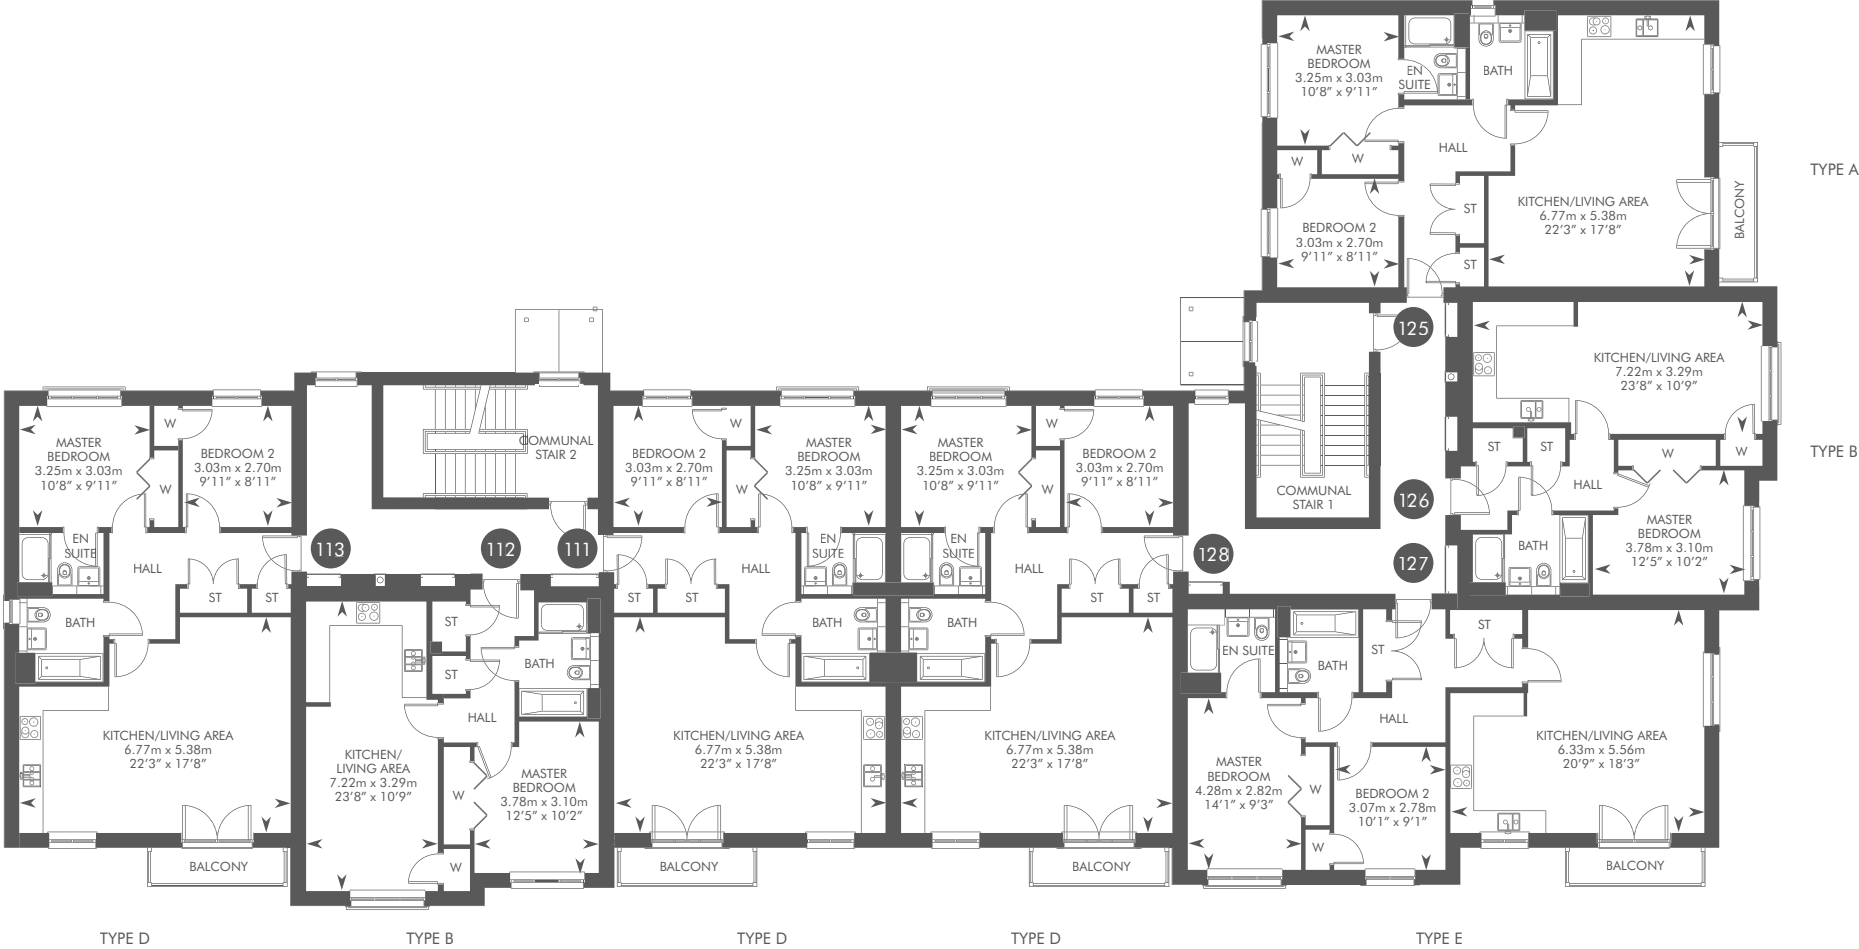 MASTER
BEDROOM
3.25m x 3.03m
10'8" x 9'11"
EN
SUITE
BATH
HALL
W
W
ST
ST
BEDROOM 2
3.03m x 2.70m
9'11" x 8'11"
KITCHEN/LIVING AREA
6.77m x 5.38m
22'3" x 17'8"
BALCONY
TYPE A
125
KITCHEN/LIVING AREA
7.22m x 3.29m
23'8" x 10'9"
ST
ST
W
W
HALL
BATH
MASTER
BEDROOM
3.78m x 3.10m
12'5" x 10'2"
TYPE B
126
COMMUNAL
STAIR 1
127
128
MASTER
BEDROOM
3.25m x 3.03m
10'8" x 9'11"
W
W
BEDROOM 2
3.03m x 2.70m
9'11" x 8'11"
EN
SUITE
HALL
ST
ST
BATH
KITCHEN/LIVING AREA
6.77m x 5.38m
22'3" x 17'8"
BALCONY
TYPE D
113
COMMUNAL
STAIR 2
112
111
ST
ST
BATH
HALL
KITCHEN/
LIVING AREA
7.22m x 3.29m
23'8" x 10'9"
W
W
MASTER
BEDROOM
3.78m x 3.10m
12'5" x 10'2"
TYPE B
BEDROOM 2
3.03m x 2.70m
9'11" x 8'11"
W
W
MASTER
BEDROOM
3.25m x 3.03m
10'8" x 9'11"
EN
SUITE
HALL
ST
ST
BATH
KITCHEN/LIVING AREA
6.77m x 5.38m
22'3" x 17'8"
BALCONY
TYPE D
MASTER
BEDROOM
3.25m x 3.03m
10'8" x 9'11"
W
W
BEDROOM 2
3.03m x 2.70m
9'11" x 8'11"
EN
SUITE
HALL
ST
ST
BATH
KITCHEN/LIVING AREA
6.77m x 5.38m
22'3" x 17'8"
BALCONY
TYPE D
EN SUITE
BATH
ST
ST
HALL
MASTER
BEDROOM
4.28m x 2.82m
14'1" x 9'3"
W
W
BEDROOM 2
3.07m x 2.78m
10'1" x 9'1"
KITCHEN/LIVING AREA
6.33m x 5.56m
20'9" x 18'3"
BALCONY
TYPE E